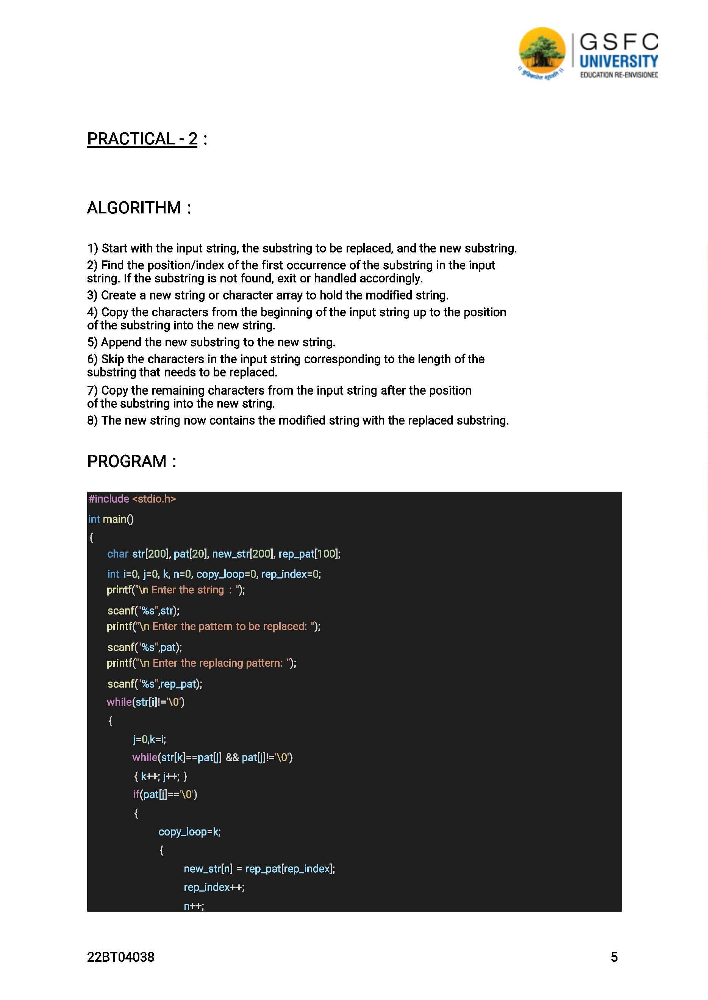 GSFC
UNIVERSITY
EDUCATION RE-ENVISIONED
PRACTICAL - 2 :
ALGORITHM :
1) Start with the input string, the substring to be replaced, and the new substring.
2) Find the position/index of the first occurrence of the substring in the input
string. If the substring is not found, exit or handled accordingly.
3) Create a new string or character array to hold the modified string.
4) Copy the characters from the beginning of the input string up to the position
of the substring into the new string.
5) Append the new substring to the new string.
6) Skip the characters in the input string corresponding to the length of the
substring that needs to be replaced.
7) Copy the remaining characters from the input string after the position
of the substring into the new string.
8) The new string now contains the modified string with the replaced substring.
PROGRAM :
#include <stdio.h>
int main()
{
char str[200], pat[20], new_str[200], rep_pat[100];
int i=0, j=0, k, n=0, copy_loop=0, rep_index=0;
printf("\n Enter the string : ");
scanf("%s",str);
printf("\n Enter the pattern to be replaced: ");
scanf("%s",pat);
printf("\n Enter the replacing pattern: ");
scanf("%s",rep_pat);
while(str[i]!='\0')
{
j=0,k=i;
while(str[k]==pat[j] && pat[j]!='\0')
{ k++; j++; }
if(pat[j]=='\0')
{
copy_loop=k;
{
new_str[n] = rep_pat[rep_index];
rep_index++;
n++;
22BT04038 5